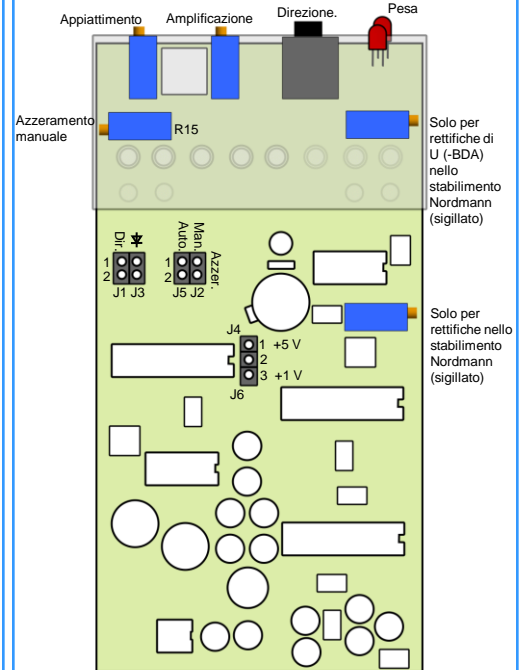 Appiattimento
Amplificazione
Direzione.
Pesa
Azzeramento
manuale
R15
Solo per
rettifiche di
U (-BDA)
nello
stabilimento
Nordmann
(sigillato)
Dir.
Auto.
Man.
Azzer.
1
2
1
2
J1 J3
J5 J2
Solo per
rettifiche nello
stabilimento
Nordmann
(sigillato)
J4
1 +5 V
2
3 +1 V
J6